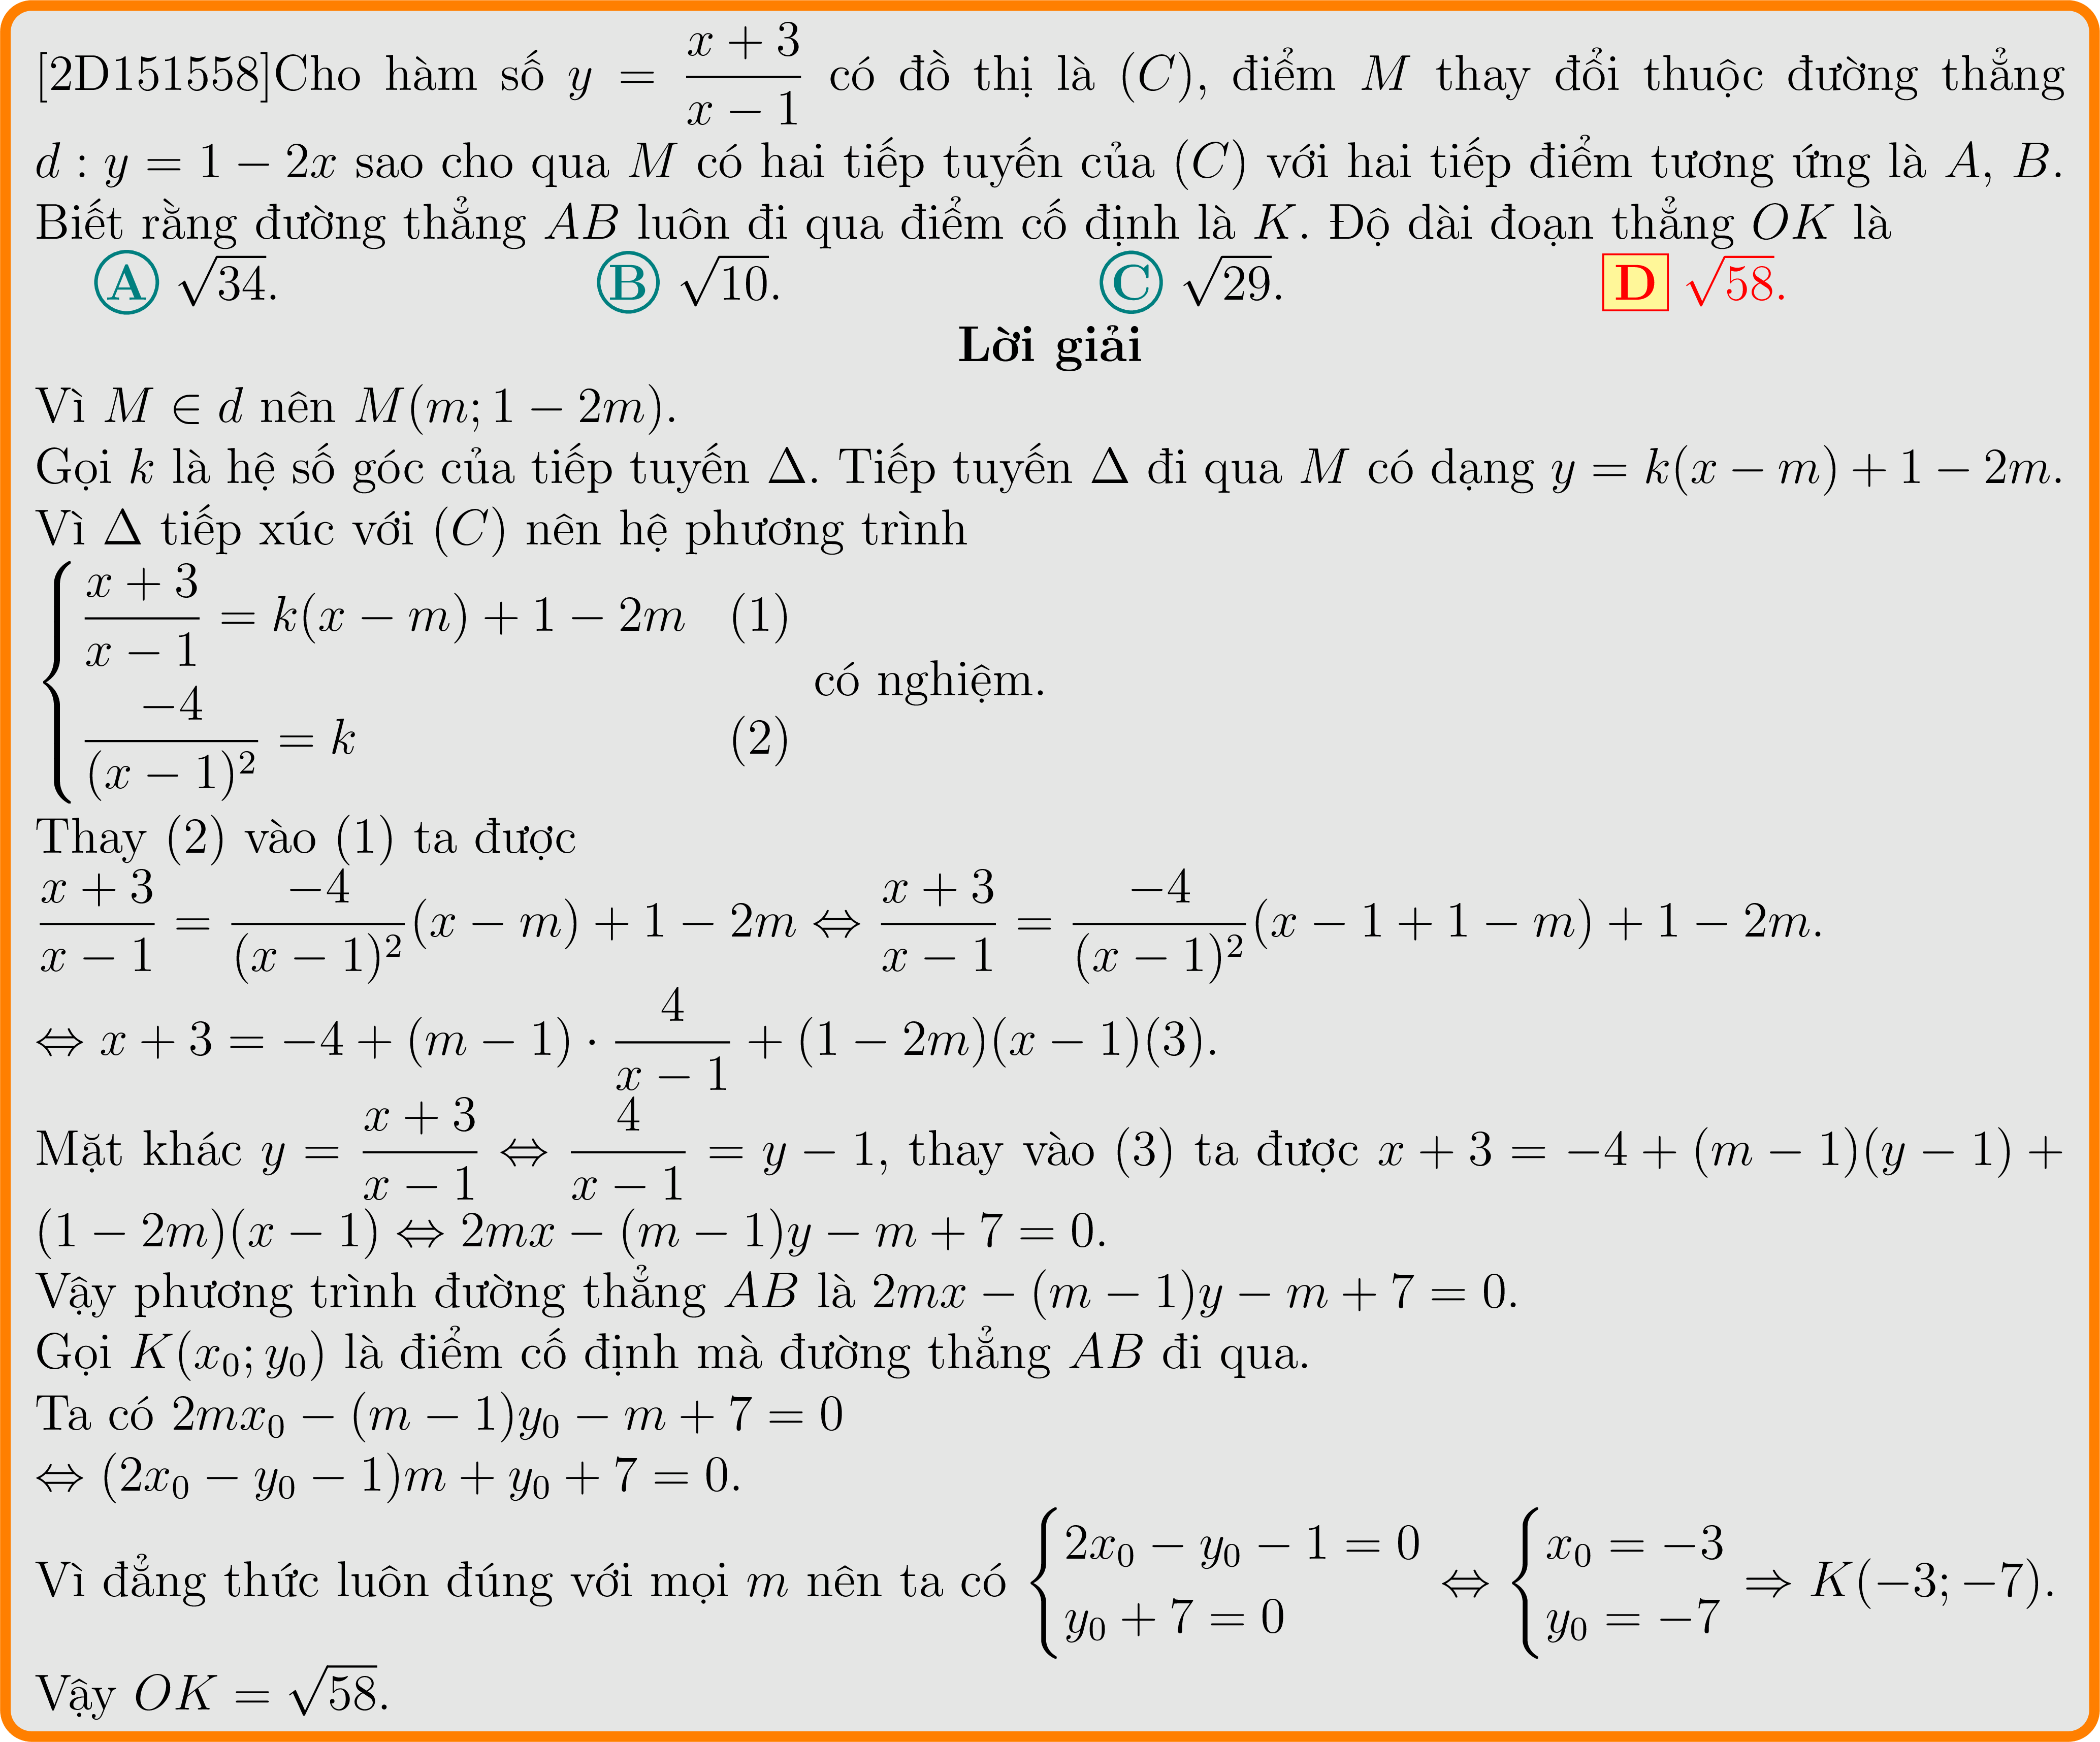 [2D151558]Cho hàm số $y = \dfrac{x+3}{x-1}$ có đồ thị là $(C)$, điểm $M$ thay đổi thuộc đường thẳng
$d : y = 1 - 2x$ sao cho qua $M$ có hai tiếp tuyến của $(C)$ với hai tiếp điểm tương ứng là $A$, $B$.
Biết rằng đường thẳng $AB$ luôn đi qua điểm cố định là $K$. Độ dài đoạn thẳng $OK$ là
A $\sqrt{34}$. B $\sqrt{10}$. C $\sqrt{29}$. D $\sqrt{58}$.
Lời giải
Vì $M \in d$ nên $M(m; 1 - 2m)$.
Gọi $k$ là hệ số góc của tiếp tuyến $\Delta$. Tiếp tuyến $\Delta$ đi qua $M$ có dạng $y = k(x - m) + 1 - 2m$.
Vì $\Delta$ tiếp xúc với $(C)$ nên hệ phương trình
$\begin{cases} \dfrac{x+3}{x-1} = k(x - m) + 1 - 2m & (1) \\ \dfrac{-4}{(x-1)^2} = k & (2) \end{cases}$ có nghiệm.
Thay (2) vào (1) ta được
$\dfrac{x+3}{x-1} = \dfrac{-4}{(x-1)^2}(x - m) + 1 - 2m \Leftrightarrow \dfrac{x+3}{x-1} = \dfrac{-4}{(x-1)^2}(x - 1 + 1 - m) + 1 - 2m$.
$\Leftrightarrow x + 3 = -4 + (m - 1) \cdot \dfrac{4}{x-1} + (1 - 2m)(x - 1)(3)$.
Mặt khác $y = \dfrac{x+3}{x-1} \Leftrightarrow \dfrac{4}{x-1} = y - 1$, thay vào (3) ta được $x + 3 = -4 + (m - 1)(y - 1) +$
$(1 - 2m)(x - 1) \Leftrightarrow 2mx - (m - 1)y - m + 7 = 0$.
Vậy phương trình đường thẳng $AB$ là $2mx - (m - 1)y - m + 7 = 0$.
Gọi $K(x_0; y_0)$ là điểm cố định mà đường thẳng $AB$ đi qua.
Ta có $2mx_0 - (m - 1)y_0 - m + 7 = 0$
$\Leftrightarrow (2x_0 - y_0 - 1)m + y_0 + 7 = 0$.
Vì đẳng thức luôn đúng với mọi $m$ nên ta có $\begin{cases} 2x_0 - y_0 - 1 = 0 \\ y_0 + 7 = 0 \end{cases} \Leftrightarrow \begin{cases} x_0 = -3 \\ y_0 = -7 \end{cases} \Rightarrow K(-3; -7)$.
Vậy $OK = \sqrt{58}$.